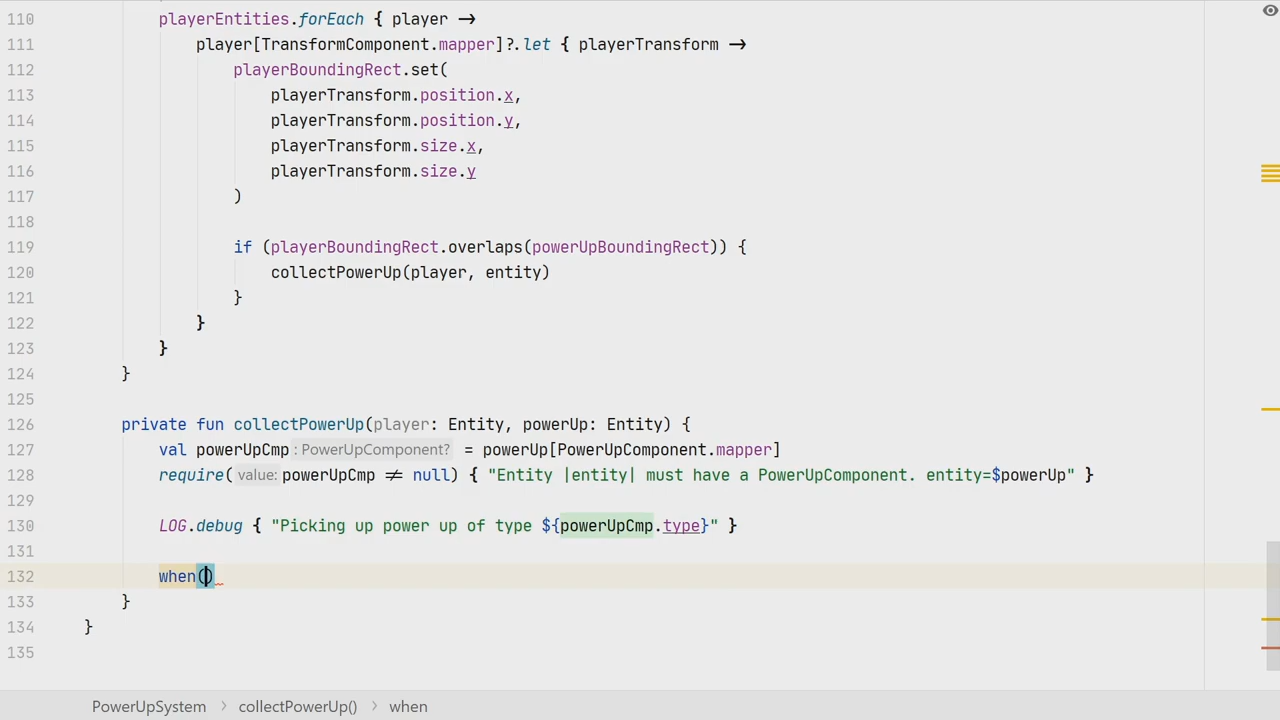 110 playerEntities.forEach { player →
111 player[TransformComponent.mapper]?.let { playerTransform →
112 playerBoundingRect.set(
113 playerTransform.position.x,
114 playerTransform.position.y,
115 playerTransform.size.x,
116 playerTransform.size.y
117 )
118
119 if (playerBoundingRect.overlaps(powerUpBoundingRect)) {
120 collectPowerUp(player, entity)
121 }
122 }
123 }
124 }
125
126 private fun collectPowerUp(player: Entity, powerUp: Entity) {
127 val powerUpCmp : PowerUpComponent? = powerUp[PowerUpComponent.mapper]
128 require( value: powerUpCmp ≠ null) { "Entity |entity| must have a PowerUpComponent. entity=$powerUp" }
129
130 LOG.debug { "Picking up power up of type ${powerUpCmp.type}" }
131
132 when()
133 }
134 }
135
PowerUpSystem > collectPowerUp() > when